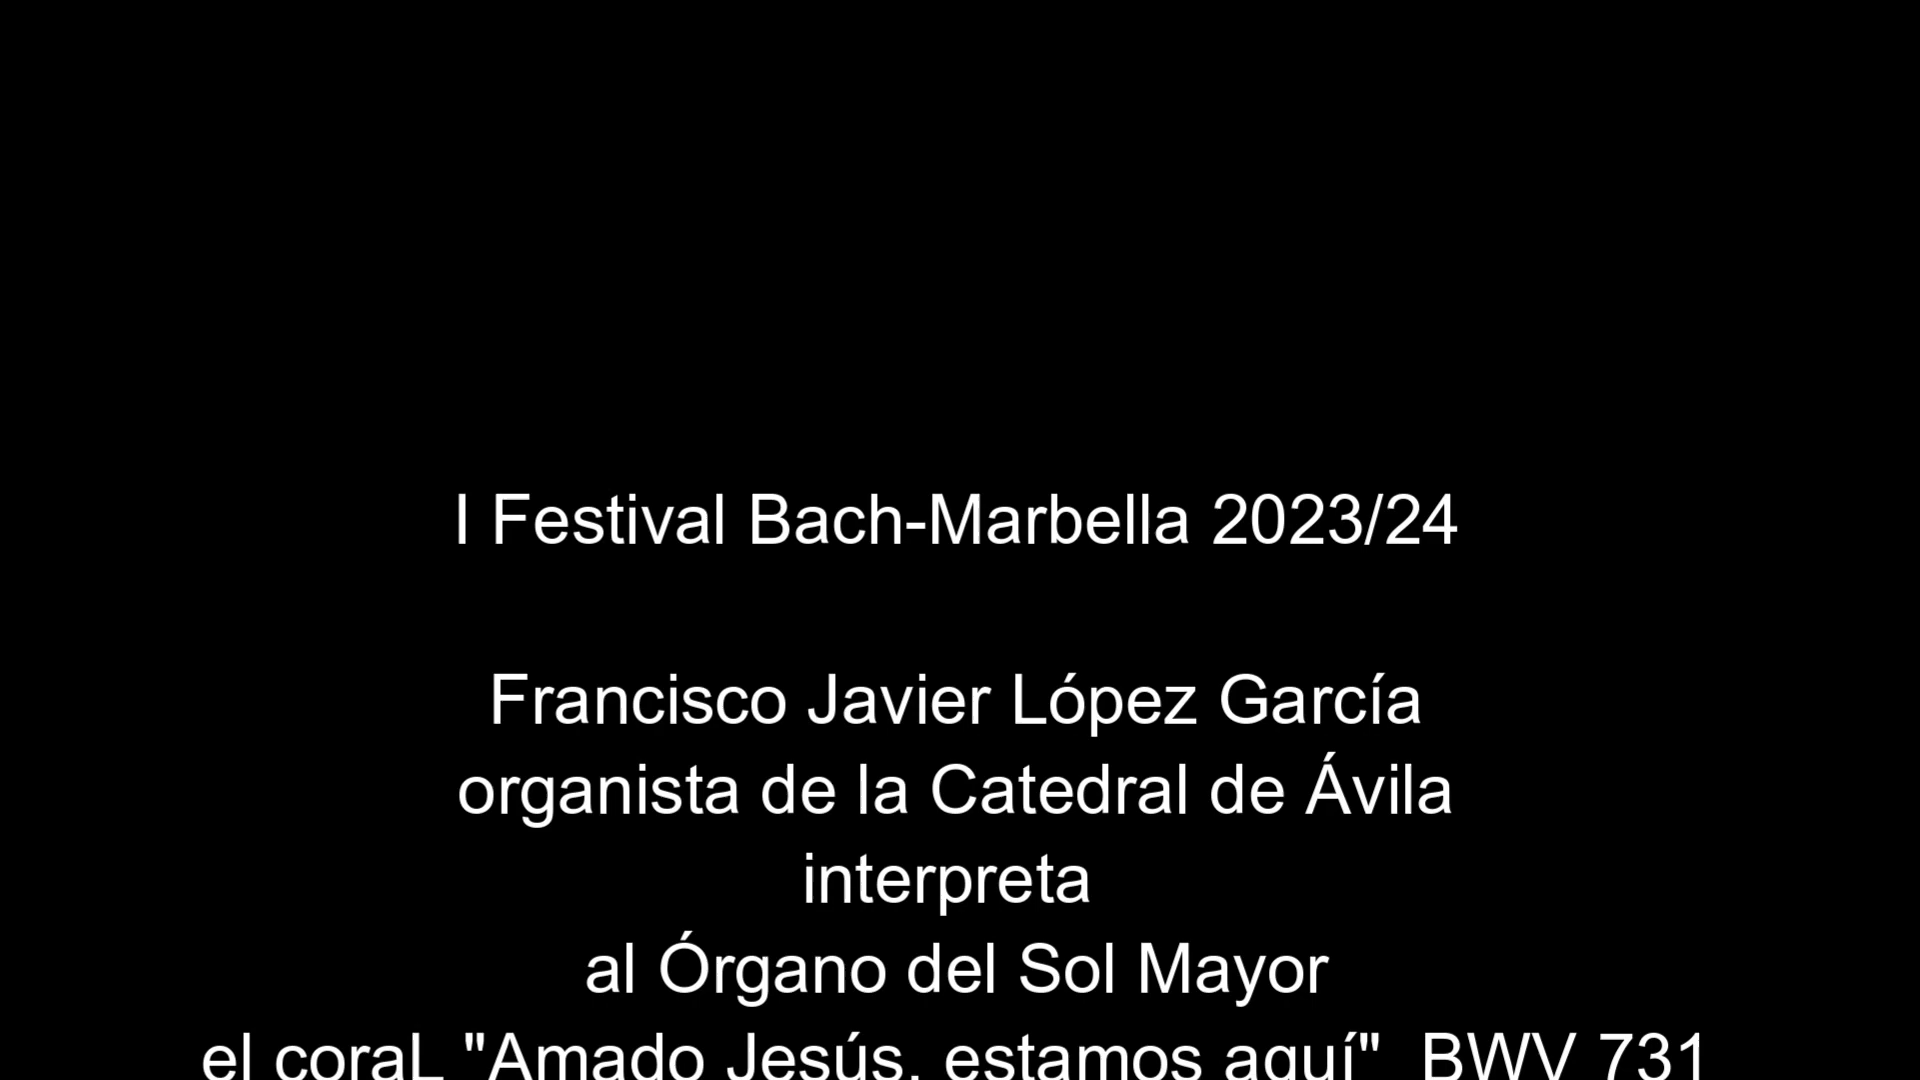 I Festival Bach-Marbella 2023/24
Francisco Javier López García
organista de la Catedral de Ávila
interpreta
al Órgano del Sol Mayor
el coraL "Amado Jesús, estamos aquí" BWV 731